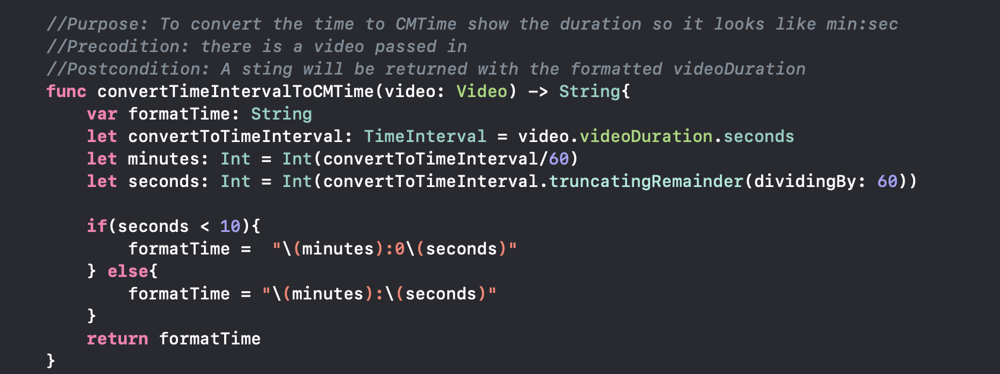 //Purpose: To convert the time to CMTime show the duration so it looks like min:sec
//Precodition: there is a video passed in
//Postcondition: A sting will be returned with the formatted videoDuration
func convertTimeIntervalToCMTime(video: Video) -> String{
    var formatTime: String
    let convertToTimeInterval: TimeInterval = video.videoDuration.seconds
    let minutes: Int = Int(convertToTimeInterval/60)
    let seconds: Int = Int(convertToTimeInterval.truncatingRemainder(dividingBy: 60))

    if(seconds < 10){
        formatTime =  "\(minutes):0\(seconds)"
    } else{
        formatTime = "\(minutes):\(seconds)"
    }
    return formatTime
}